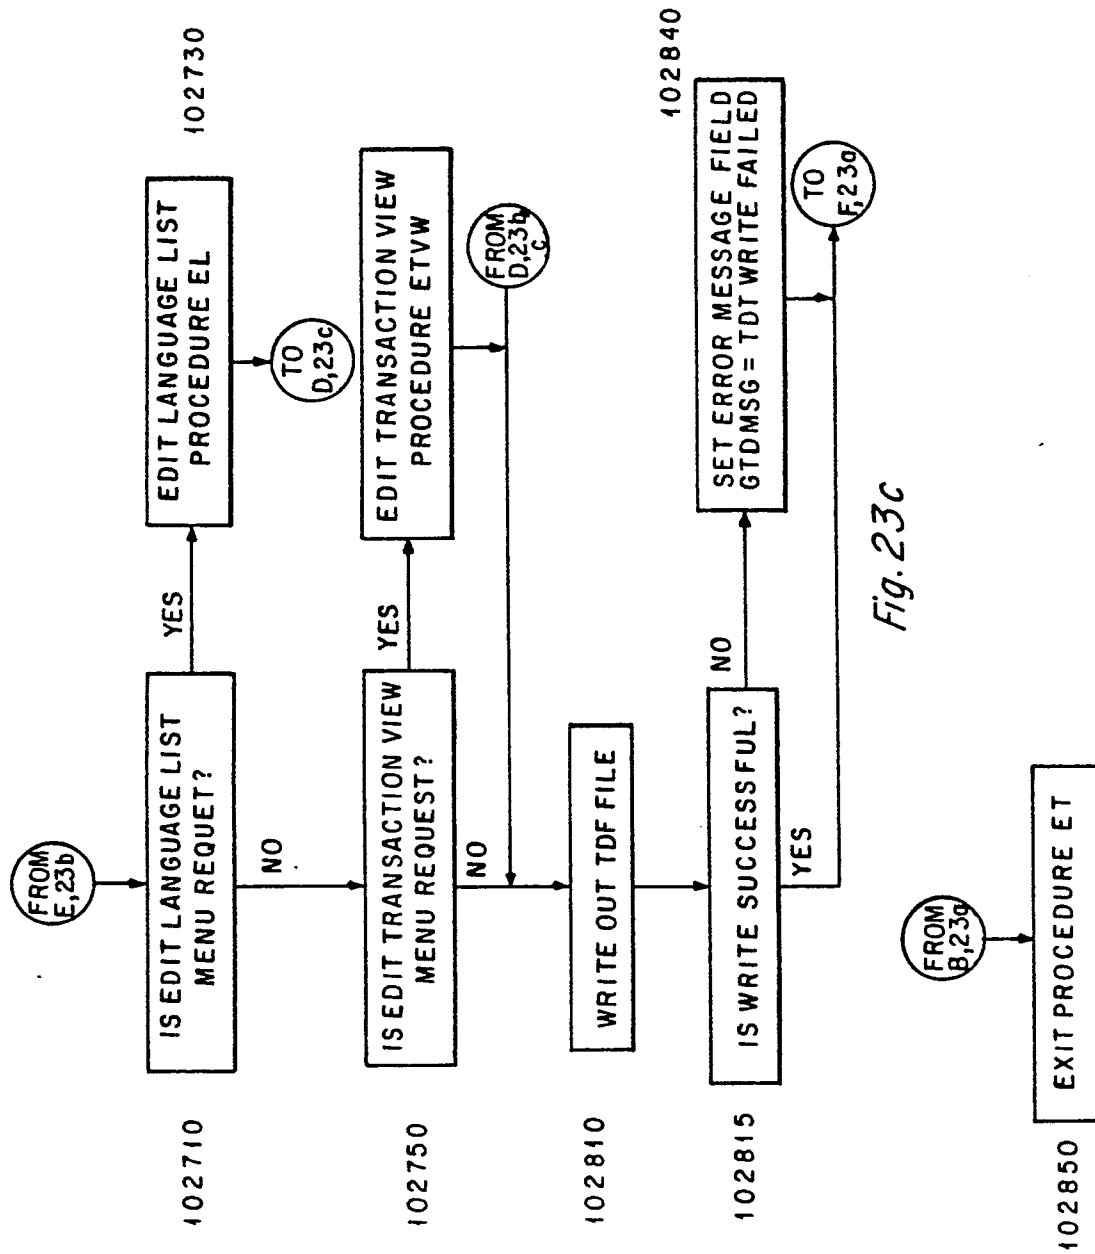 FROM
E,23b
102710
IS EDIT LANGUAGE LIST
MENU REQUET?
YES
EDIT LANGUAGE LIST
PROCEDURE EL
102730
TO
D,23c
NO
102750
IS EDIT TRANSACTION VIEW
MENU REQUEST?
YES
EDIT TRANSACTION VIEW
PROCEDURE ETVW
FROM
D,23b,
c
NO
102810
WRITE OUT TDF FILE
102815
IS WRITE SUCCESSFUL?
NO
SET ERROR MESSAGE FIELD
GTDMSG = TDT WRITE FAILED
102840
TO
F,23a
YES
Fig. 23c
FROM
B,23a
102850
EXIT PROCEDURE ET